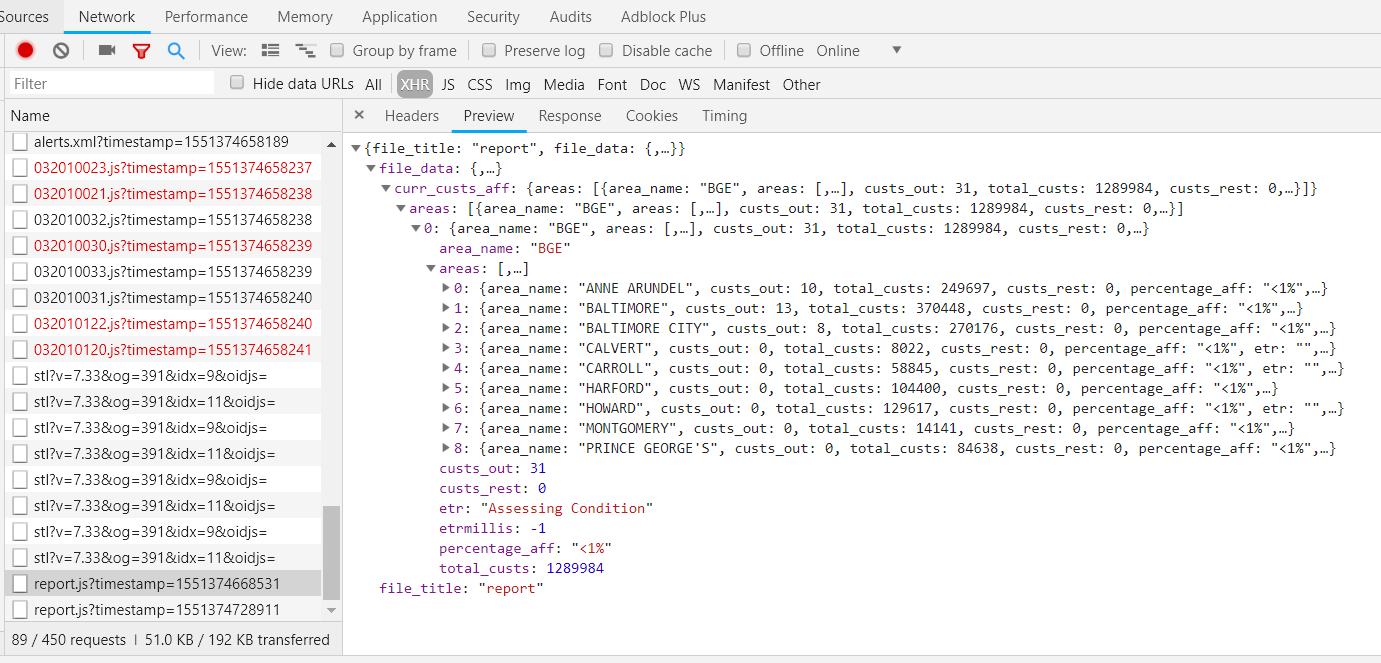 Sources Network Performance Memory Application Security Audits Adblock Plus
View: Group by frame Preserve log Disable cache Offline Online
Filter Hide data URLs All XHR JS CSS Img Media Font Doc WS Manifest Other
Name
Headers Preview Response Cookies Timing
alerts.xml?timestamp=1551374658189
032010023.js?timestamp=1551374658237
032010021.js?timestamp=1551374658238
032010032.js?timestamp=1551374658238
032010030.js?timestamp=1551374658239
032010033.js?timestamp=1551374658239
032010031.js?timestamp=1551374658240
032010122.js?timestamp=1551374658240
032010120.js?timestamp=1551374658241
stl?v=7.33&og=391&idx=9&oidjs=
stl?v=7.33&og=391&idx=11&oidjs=
stl?v=7.33&og=391&idx=9&oidjs=
stl?v=7.33&og=391&idx=11&oidjs=
stl?v=7.33&og=391&idx=9&oidjs=
stl?v=7.33&og=391&idx=11&oidjs=
stl?v=7.33&og=391&idx=9&oidjs=
stl?v=7.33&og=391&idx=11&oidjs=
report.js?timestamp=1551374668531
report.js?timestamp=1551374728911
89 / 450 requests | 51.0 KB / 192 KB transferred
{file_title: "report", file_data: {,…}}
file_data: {,…}
curr_custs_aff: {areas: [{area_name: "BGE", areas: [,…], custs_out: 31, total_custs: 1289984, custs_rest: 0,…}]}
areas: [{area_name: "BGE", areas: [,…], custs_out: 31, total_custs: 1289984, custs_rest: 0,…}]
0: {area_name: "BGE", areas: [,…], custs_out: 31, total_custs: 1289984, custs_rest: 0,…}
area_name: "BGE"
areas: [,…]
0: {area_name: "ANNE ARUNDEL", custs_out: 10, total_custs: 249697, custs_rest: 0, percentage_aff: "<1%",…}
1: {area_name: "BALTIMORE", custs_out: 13, total_custs: 370448, custs_rest: 0, percentage_aff: "<1%",…}
2: {area_name: "BALTIMORE CITY", custs_out: 8, total_custs: 270176, custs_rest: 0, percentage_aff: "<1%",…}
3: {area_name: "CALVERT", custs_out: 0, total_custs: 8022, custs_rest: 0, percentage_aff: "<1%", etr: "",…}
4: {area_name: "CARROLL", custs_out: 0, total_custs: 58845, custs_rest: 0, percentage_aff: "<1%", etr: "",…}
5: {area_name: "HARFORD", custs_out: 0, total_custs: 104400, custs_rest: 0, percentage_aff: "<1%",…}
6: {area_name: "HOWARD", custs_out: 0, total_custs: 129617, custs_rest: 0, percentage_aff: "<1%", etr: "",…}
7: {area_name: "MONTGOMERY", custs_out: 0, total_custs: 14141, custs_rest: 0, percentage_aff: "<1%",…}
8: {area_name: "PRINCE GEORGE'S", custs_out: 0, total_custs: 84638, custs_rest: 0, percentage_aff: "<1%",…}
custs_out: 31
custs_rest: 0
etr: "Assessing Condition"
etrmillis: -1
percentage_aff: "<1%"
total_custs: 1289984
file_title: "report"